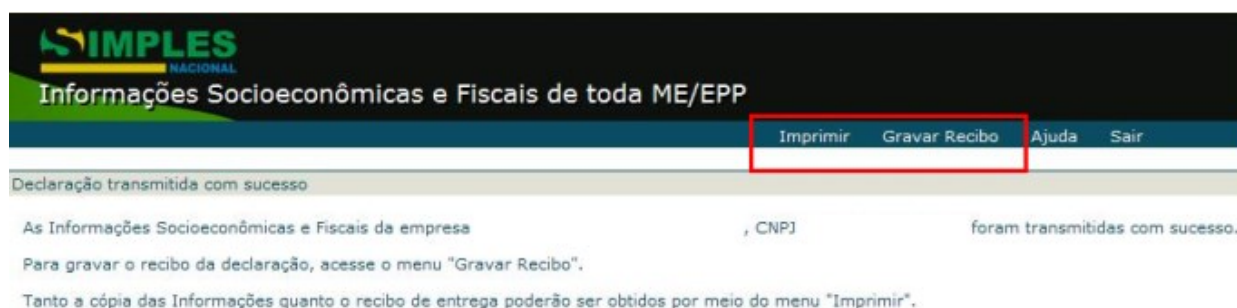 SIMPLES
NACIONAL
Informações Socioeconômicas e Fiscais de toda ME/EPP
Imprimir Gravar Recibo Ajuda Sair
Declaração transmitida com sucesso
As Informações Socioeconômicas e Fiscais da empresa , CNPJ foram transmitidas com sucesso.
Para gravar o recibo da declaração, acesse o menu "Gravar Recibo".
Tanto a cópia das Informações quanto o recibo de entrega poderão ser obtidos por meio do menu "Imprimir".